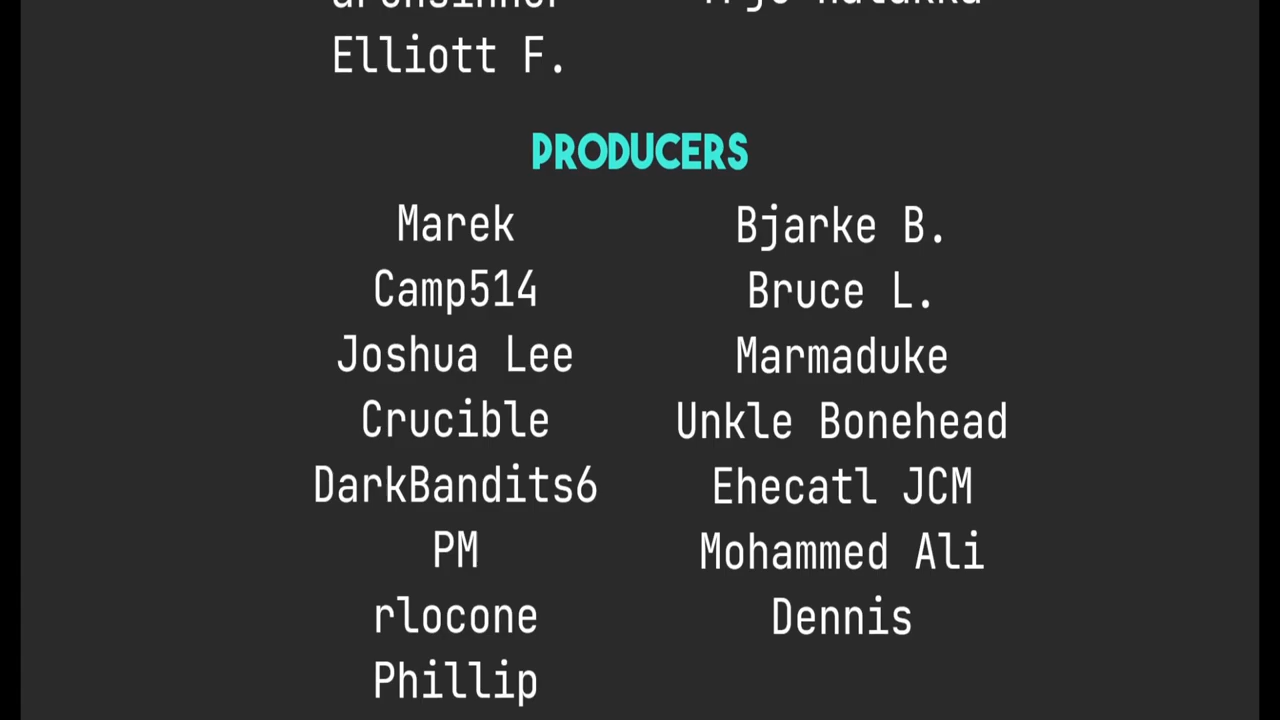 Elliott F.
PRODUCERS
Marek
Camp514
Joshua Lee
Crucible
DarkBandits6
PM
rlocone
Phillip
Bjarke B.
Bruce L.
Marmaduke
Unkle Bonehead
Ehecatl JCM
Mohammed Ali
Dennis